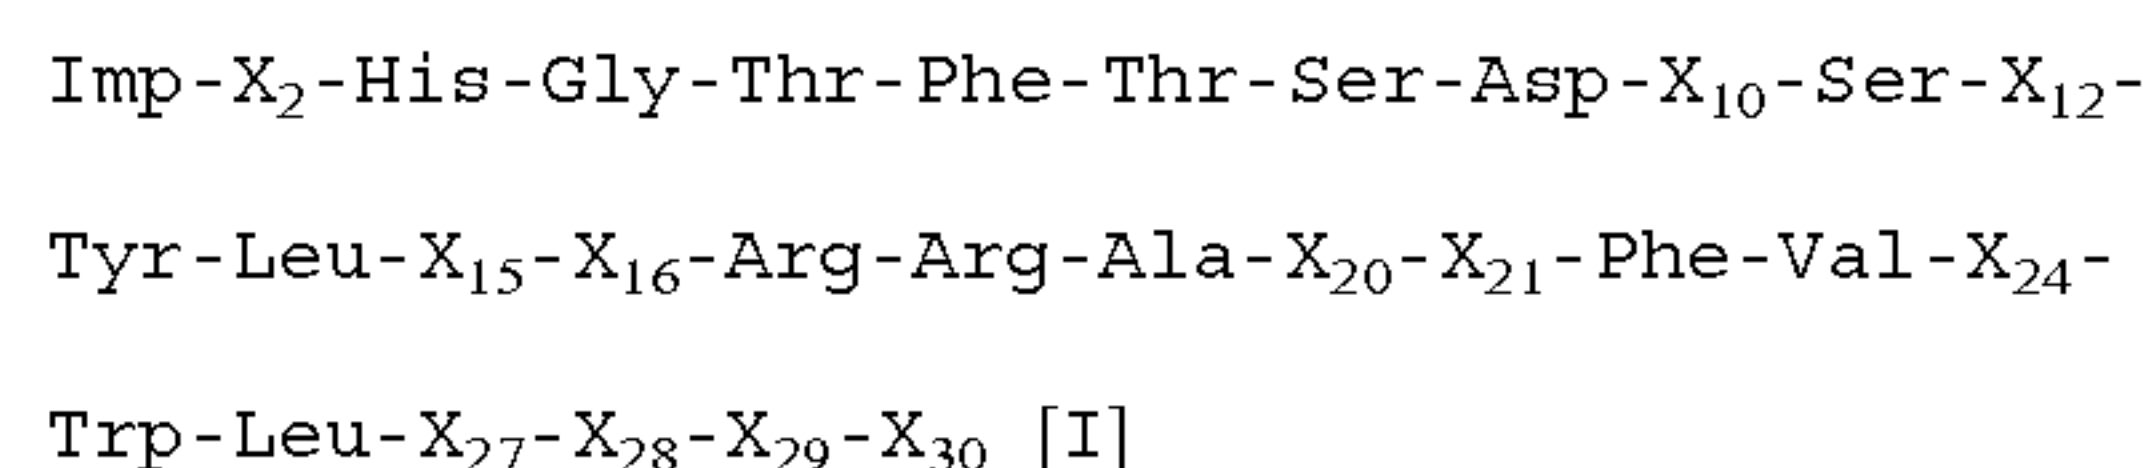 Imp-X₂-His-Gly-Thr-Phe-Thr-Ser-Asp-X₁₀-Ser-X₁₂-
Tyr-Leu-X₁₅-X₁₆-Arg-Arg-Ala-X₂₀-X₂₁-Phe-Val-X₂₄-
Trp-Leu-X₂₇-X₂₈-X₂₉-X₃₀ [I]